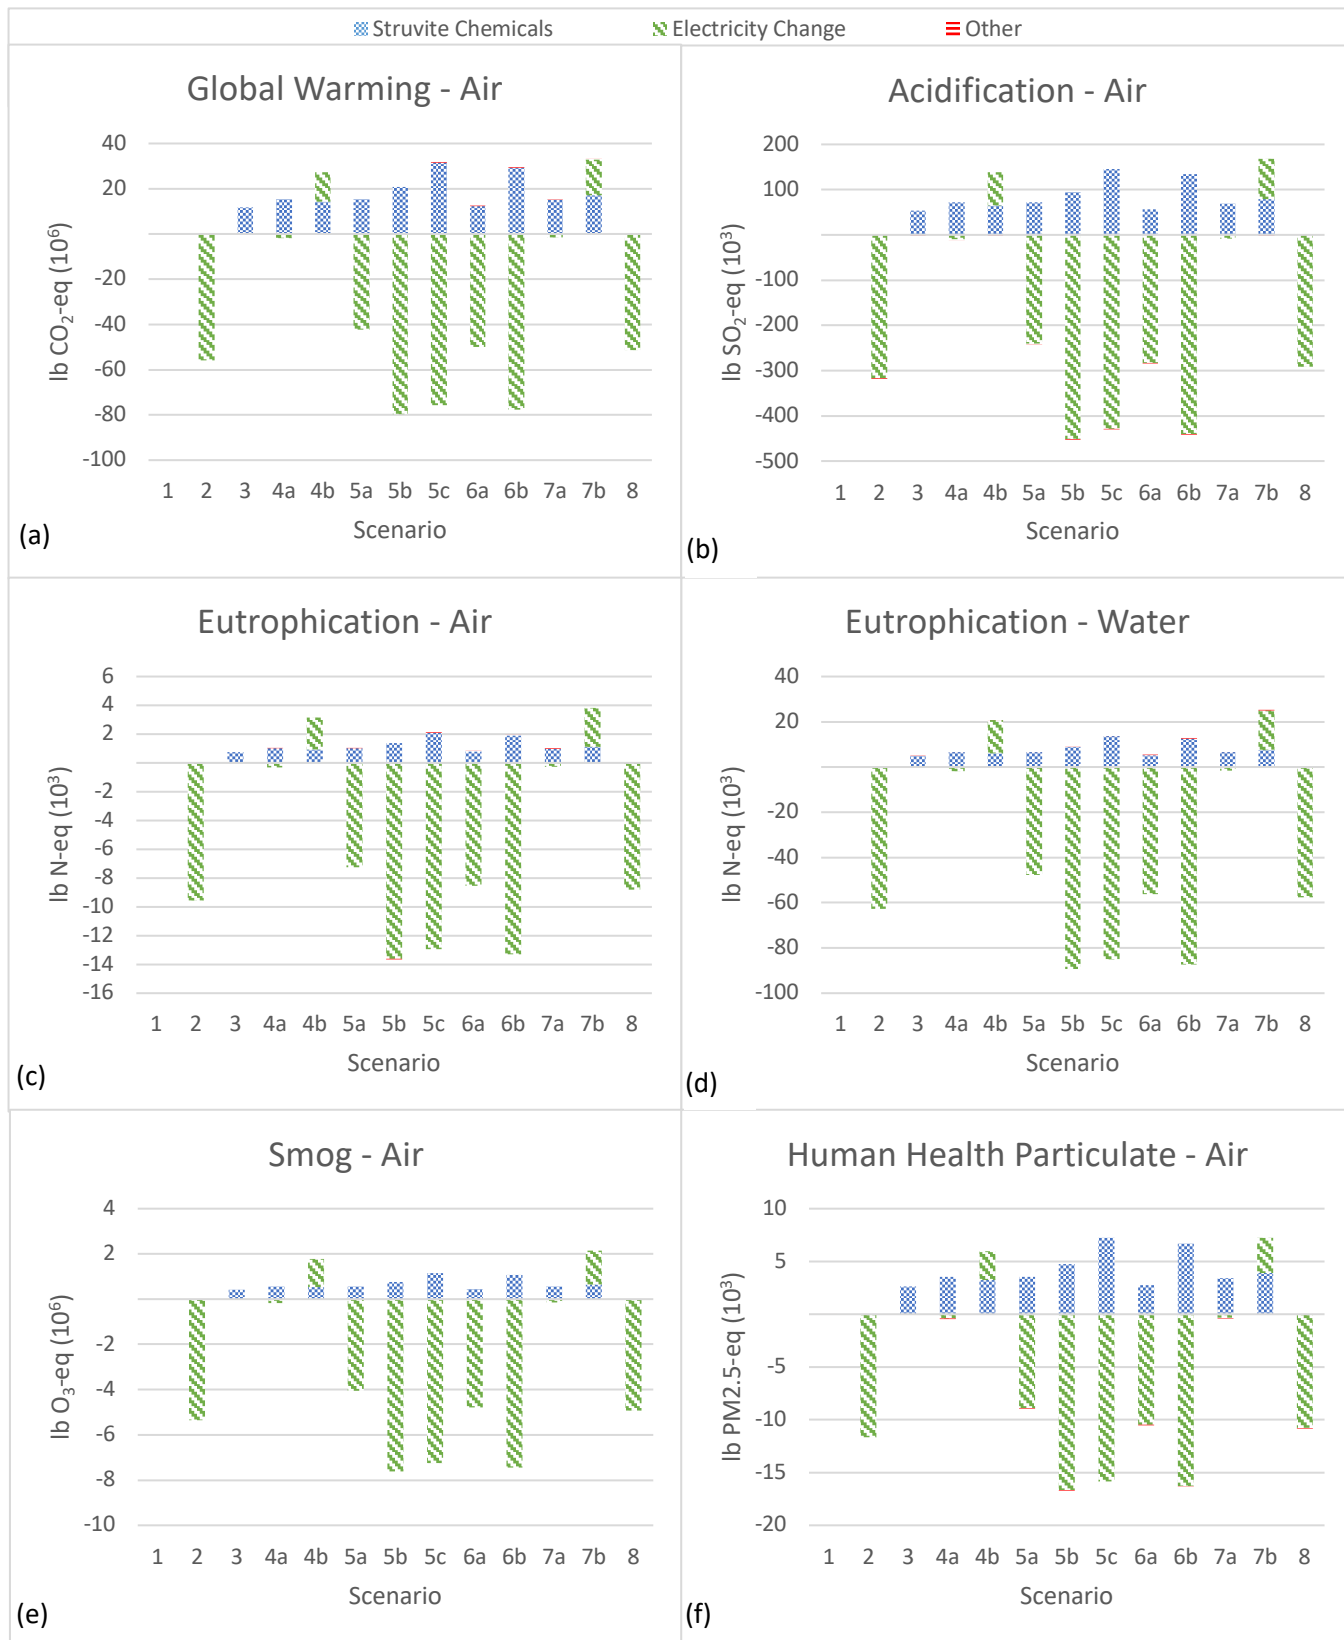 Struvite Chemicals Electricity Change Other
Global Warming - Air
40
20
-20
-40
-60
-80
-100
lb CO₂-eq (10⁶)
1 2 3 4a 4b 5a 5b 5c 6a 6b 7a 7b 8
Scenario
(a)
Acidification - Air
200
100
-100
-200
-300
-400
-500
lb SO₂-eq (10³)
1 2 3 4a 4b 5a 5b 5c 6a 6b 7a 7b 8
Scenario
(b)
Eutrophication - Air
6
4
2
-2
-4
-6
-8
-10
-12
-14
-16
lb N-eq (10³)
1 2 3 4a 4b 5a 5b 5c 6a 6b 7a 7b 8
Scenario
(c)
Eutrophication - Water
40
20
-20
-40
-60
-80
-100
lb N-eq (10³)
1 2 3 4a 4b 5a 5b 5c 6a 6b 7a 7b 8
Scenario
(d)
Smog - Air
4
2
-2
-4
-6
-8
-10
lb O₃-eq (10⁶)
1 2 3 4a 4b 5a 5b 5c 6a 6b 7a 7b 8
Scenario
(e)
Human Health Particulate - Air
10
5
-5
-10
-15
-20
lb PM2.5-eq (10³)
1 2 3 4a 4b 5a 5b 5c 6a 6b 7a 7b 8
Scenario
(f)